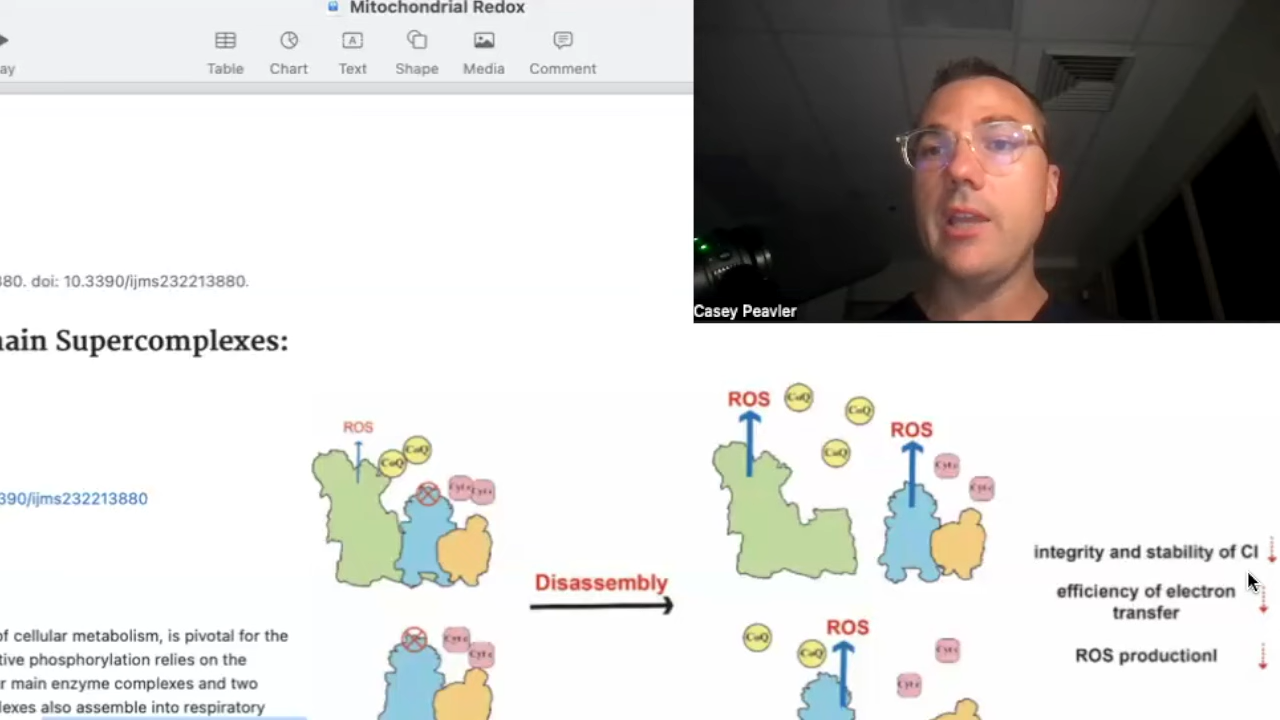 Mitochondrial Redox
ay
Table
Chart
Text
Shape
Media
Comment
Casey Peavler
880. doi: 10.3390/ijms232213880.
ain Supercomplexes:
390/ijms232213880
ROS
CoQ
CoQ
Cyt c
Cyt c
Disassembly
Cyt c
Cyt c
ROS
CoQ
CoQ
CoQ
ROS
Cyt c
Cyt c
CoQ
CoQ
ROS
Cyt c
Cyt c
integrity and stability of CI
efficiency of electron
transfer
ROS productionI
of cellular metabolism, is pivotal for the
tive phosphorylation relies on the
r main enzyme complexes and two
lexes also assemble into respiratory